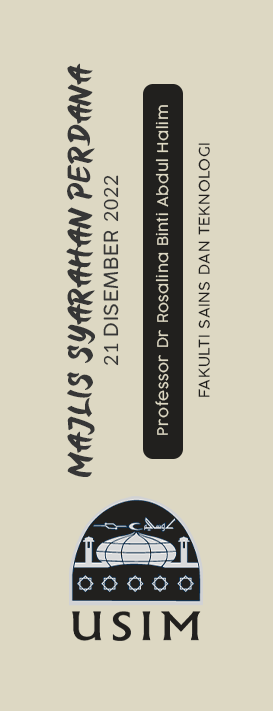 MAJLIS SYARAHAN PERDANA
21 DISEMBER 2022
Professor Dr Rosalina Binti Abdul Halim
FAKULTI SAINS DAN TEKNOLOGI
USIM